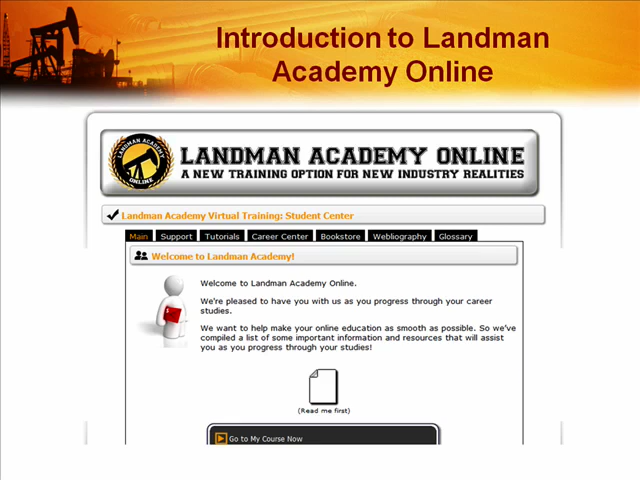 Introduction to Landman
Academy Online
LANDMAN ACADEMY
ONLINE
LANDMAN ACADEMY ONLINE
A NEW TRAINING OPTION FOR NEW INDUSTRY REALITIES
Landman Academy Virtual Training: Student Center
Main Support Tutorials Career Center Bookstore Webliography Glossary
Welcome to Landman Academy!
Welcome to Landman Academy Online.
We're pleased to have you with us as you progress through your career
studies.
We want to help make your online education as smooth as possible. So we've
compiled a list of some important information and resources that will assist
you as you progress through your studies!
(Read me first)
Go to My Course Now